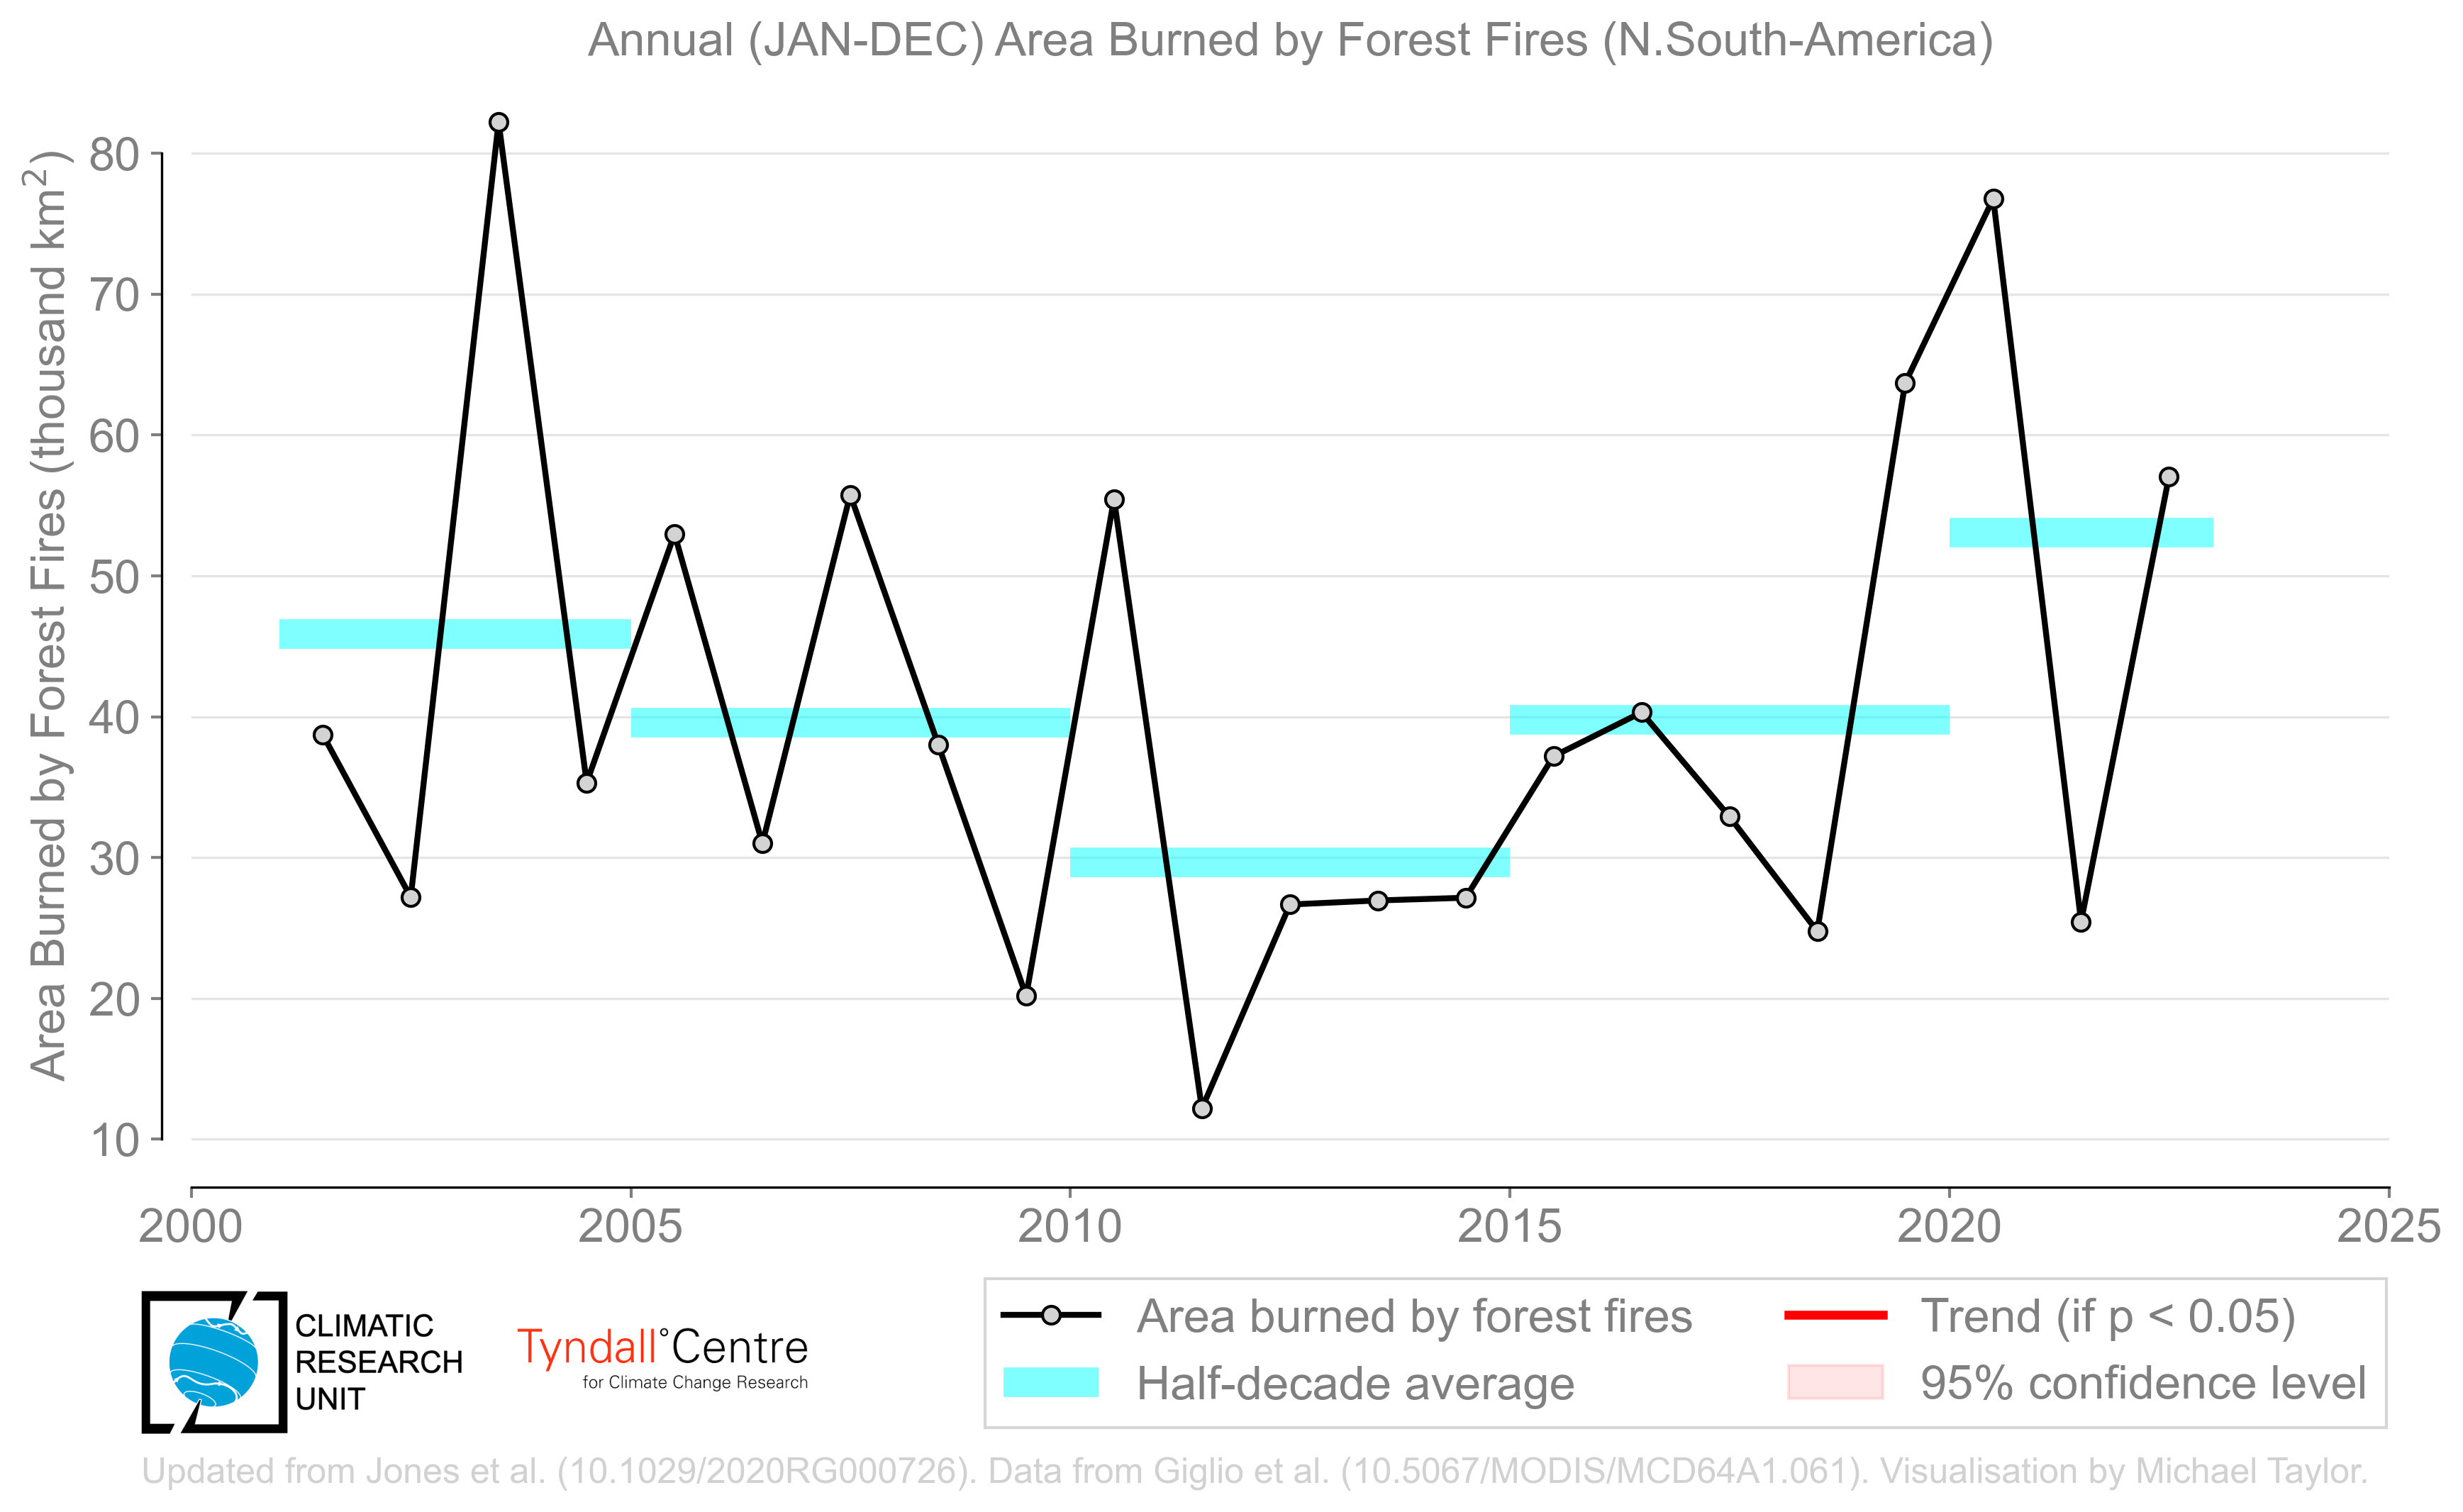 Annual (JAN-DEC) Area Burned by Forest Fires (N.South-America)
Area Burned by Forest Fires (thousand km²)
80
70
60
50
40
30
20
10
2000 2005 2010 2015 2020 2025
Area burned by forest fires
Half-decade average
Trend (if p < 0.05)
95% confidence level
CLIMATIC
RESEARCH
UNIT
Tyndall°Centre
for Climate Change Research
Updated from Jones et al. (10.1029/2020RG000726). Data from Giglio et al. (10.5067/MODIS/MCD64A1.061). Visualisation by Michael Taylor.